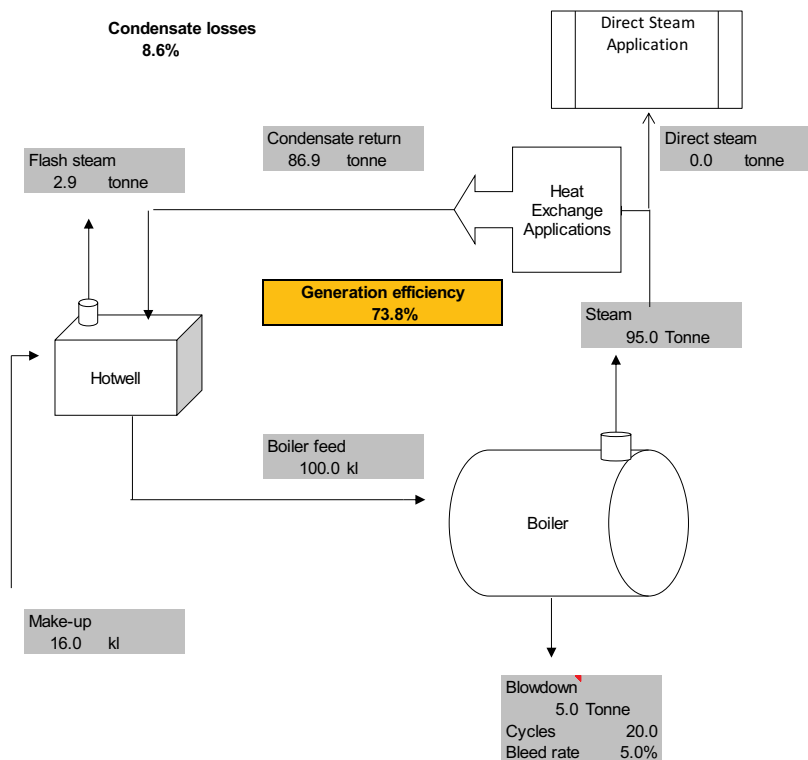 Condensate losses
8.6%
Direct Steam
Application
Flash steam
2.9 tonne
Condensate return
86.9 tonne
Direct steam
0.0 tonne
Heat
Exchange
Applications
Generation efficiency
73.8%
Steam
95.0 Tonne
Hotwell
Boiler feed
100.0 kl
Boiler
Make-up
16.0 kl
Blowdown
5.0 Tonne
Cycles 20.0
Bleed rate 5.0%